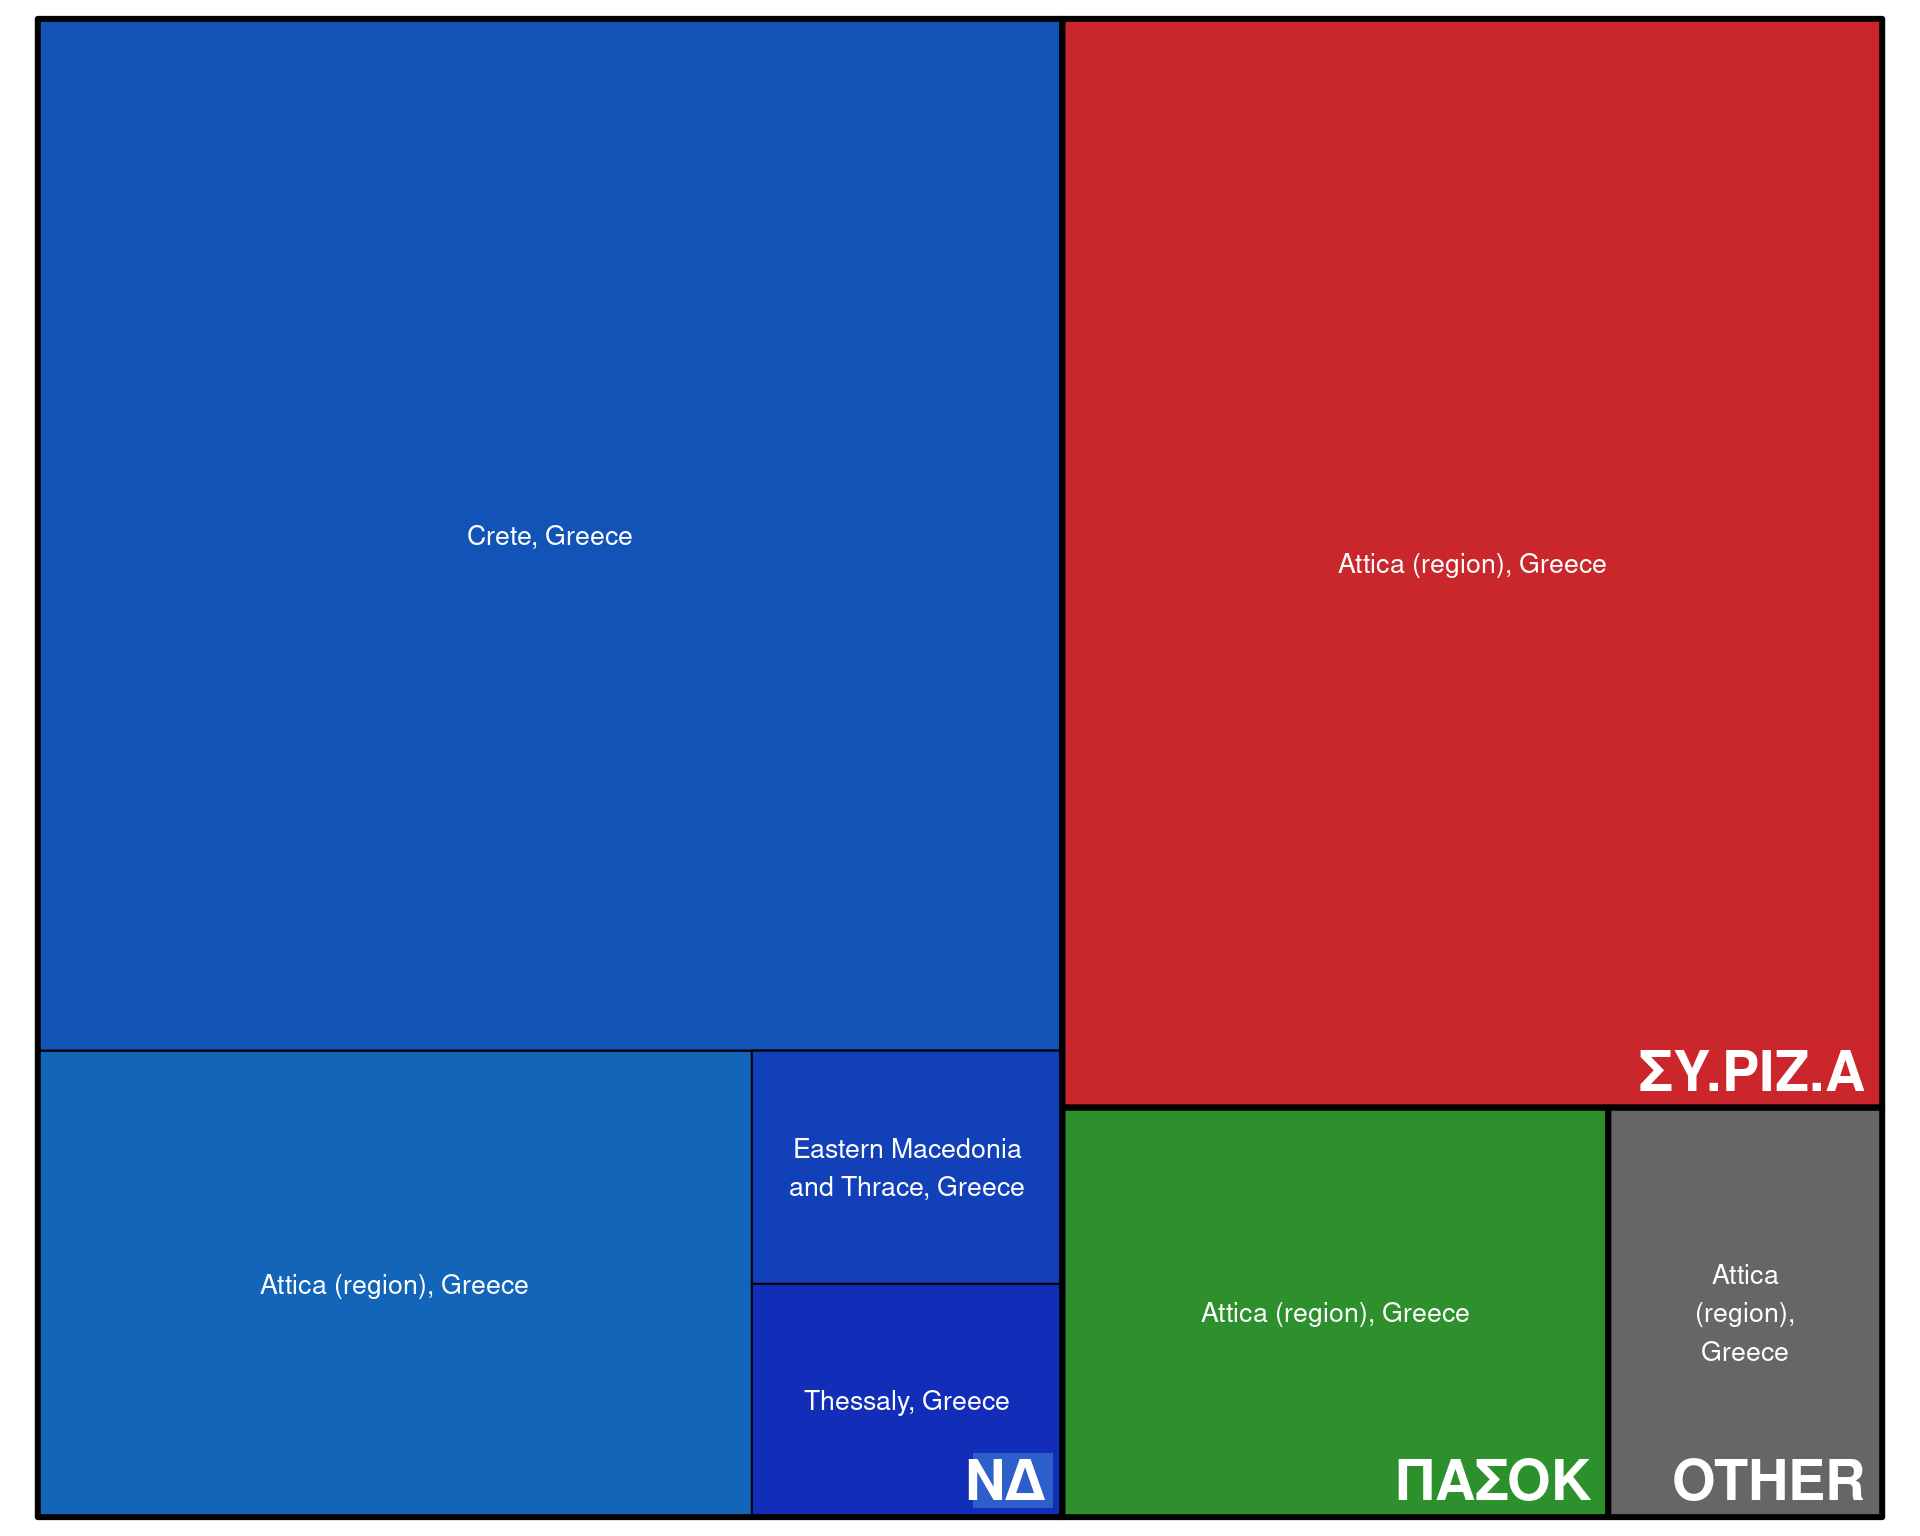 Crete, Greece
Attica (region), Greece
ΣΥ.ΡΙΖ.Α
Eastern Macedonia
and Thrace, Greece
Attica (region), Greece
Thessaly, Greece
ΝΔ
Attica (region), Greece
ΠΑΣΟΚ
Attica
(region),
Greece
OTHER